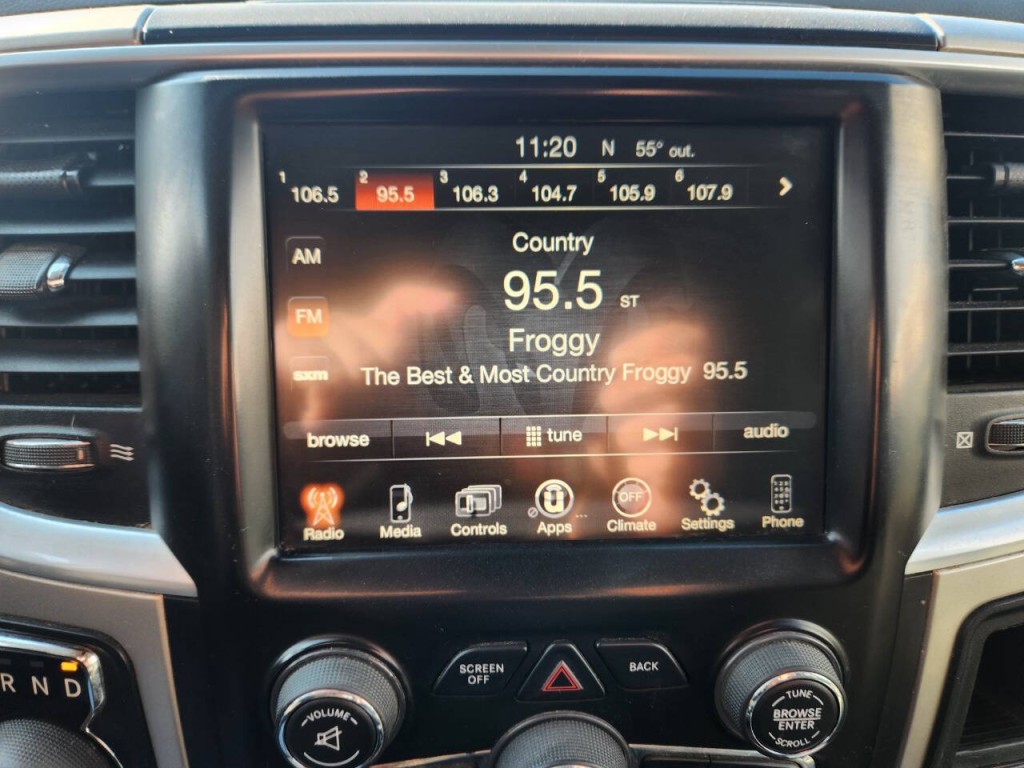 11:20 N 55° out.
1 106.5 2 95.5 3 106.3 4 104.7 5 105.9 6 107.9
Country
AM
95.5 ST
FM
Froggy
sxm
The Best & Most Country Froggy 95.5
browse tune audio
OFF
Radio Media Controls Apps ... Climate Settings Phone
SCREEN OFF
BACK
R N D
VOLUME
TUNE
BROWSE
ENTER
SCROLL